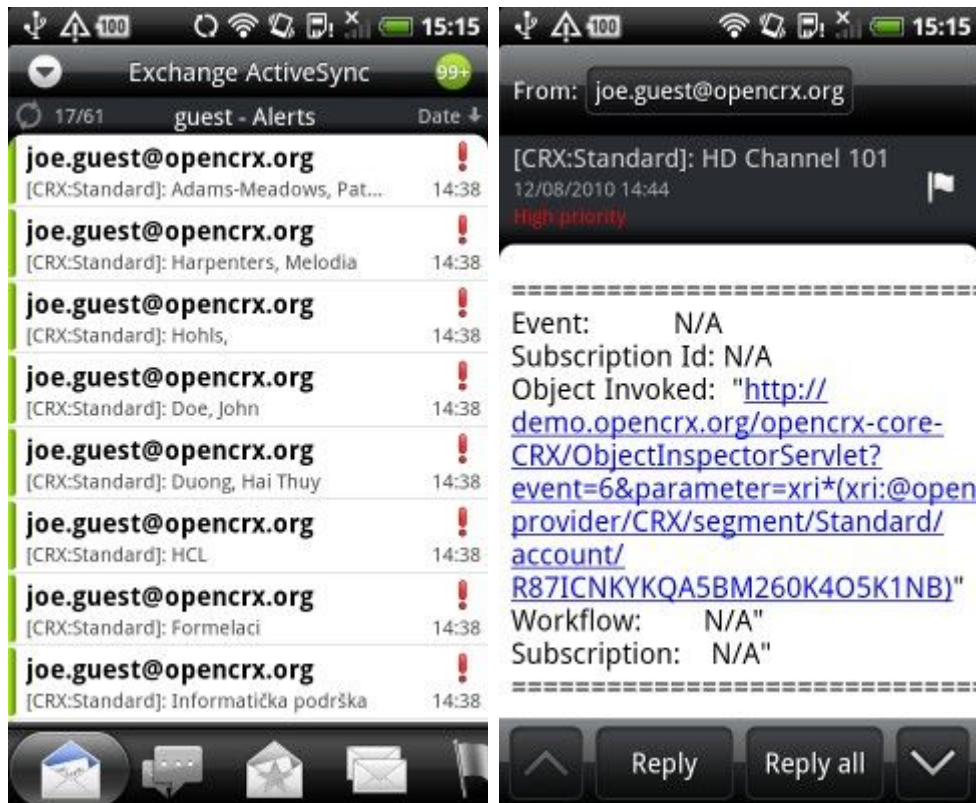 100 15:15
Exchange ActiveSync 99+
17/61 guest - Alerts Date
joe.guest@opencrx.org
[CRX:Standard]: Adams-Meadows, Pat... 14:38
joe.guest@opencrx.org
[CRX:Standard]: Harpenters, Melodia 14:38
joe.guest@opencrx.org
[CRX:Standard]: Hohls, 14:38
joe.guest@opencrx.org
[CRX:Standard]: Doe, John 14:38
joe.guest@opencrx.org
[CRX:Standard]: Duong, Hai Thuy 14:38
joe.guest@opencrx.org
[CRX:Standard]: HCL 14:38
joe.guest@opencrx.org
[CRX:Standard]: Formelaci 14:38
joe.guest@opencrx.org
[CRX:Standard]: Informatička podrška 14:38
100 15:15
From: joe.guest@opencrx.org
[CRX:Standard]: HD Channel 101
12/08/2010 14:44
High priority
==============================
Event: N/A
Subscription Id: N/A
Object Invoked: "http://
demo.opencrx.org/opencrx-core-
CRX/ObjectInspectorServlet?
event=6&parameter=xri*(xri:@open
provider/CRX/segment/Standard/
account/
R87ICNKYKQA5BM260K4O5K1NB)"
Workflow: N/A"
Subscription: N/A"
==============================
Reply Reply all